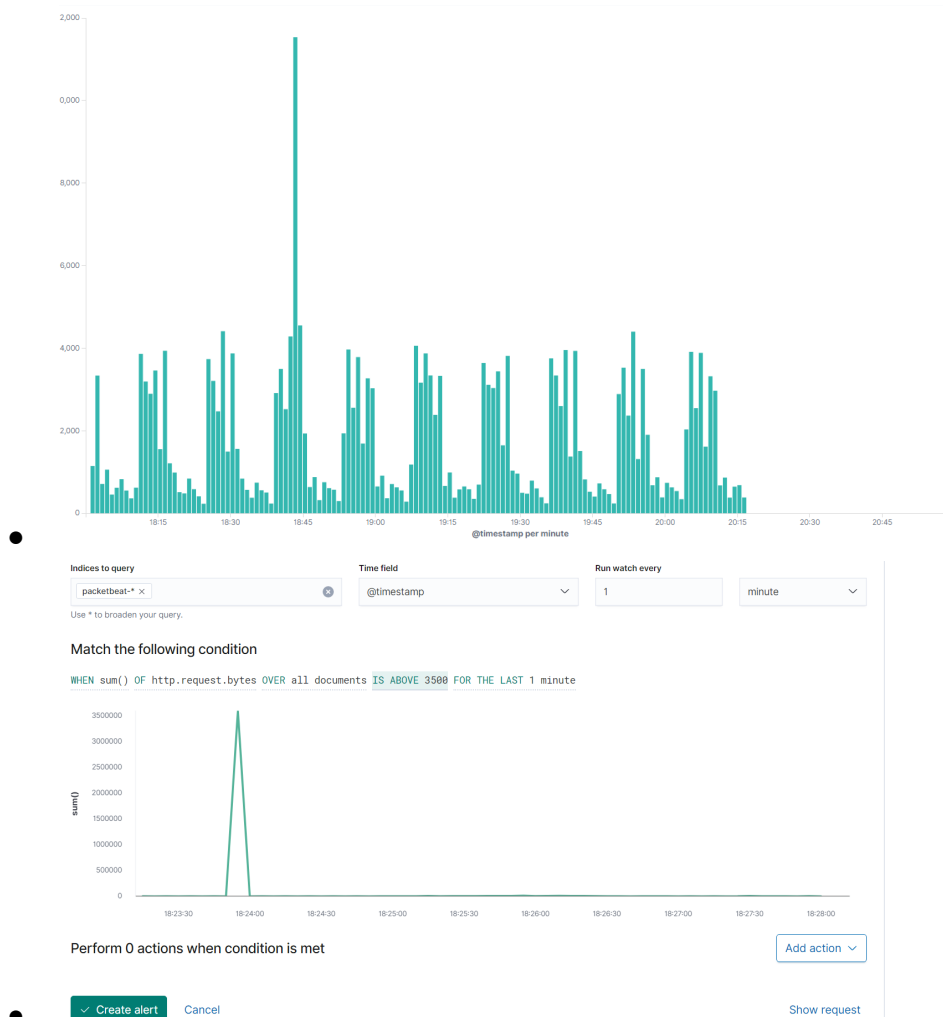 2,000
0,000
8,000
6,000
4,000
2,000
0
18:15 18:30 18:45 19:00 19:15 19:30 19:45 20:00 20:15 20:30 20:45
@timestamp per minute
Indices to query Time field Run watch every
packetbeat-* × @timestamp 1 minute
Use * to broaden your query.
Match the following condition
WHEN sum() OF http.request.bytes OVER all documents IS ABOVE 3500 FOR THE LAST 1 minute
3500000
3000000
2500000
2000000
1500000
1000000
500000
0
sum()
18:23:30 18:24:00 18:24:30 18:25:00 18:25:30 18:26:00 18:26:30 18:27:00 18:27:30 18:28:00
Perform 0 actions when condition is met Add action
Create alert Cancel Show request